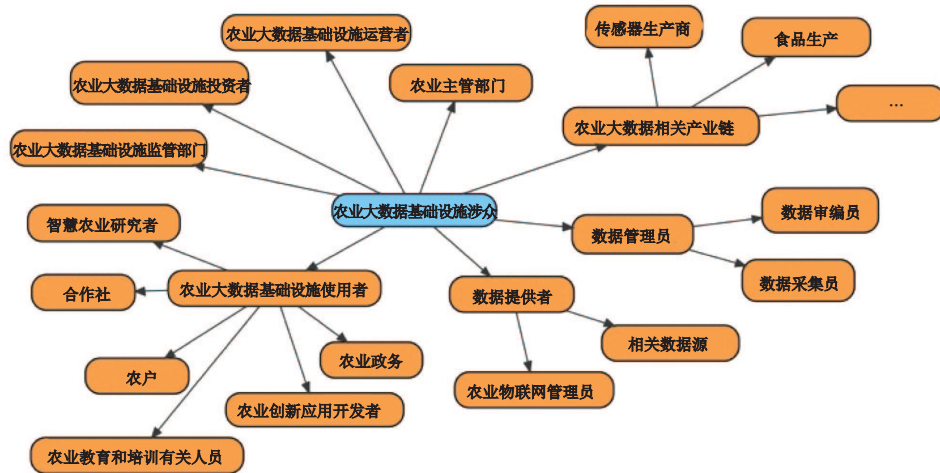 传感器生产商
农业大数据基础设施运营者
食品生产
农业大数据基础设施投资者
农业主管部门
…
农业大数据相关产业链
农业大数据基础设施监管部门
农业大数据基础设施涉众
数据审编员
智慧农业研究者
数据管理员
数据采集员
合作社
农业大数据基础设施使用者
数据提供者
相关数据源
农业政务
农户
农业物联网管理员
农业创新应用开发者
农业教育和培训有关人员